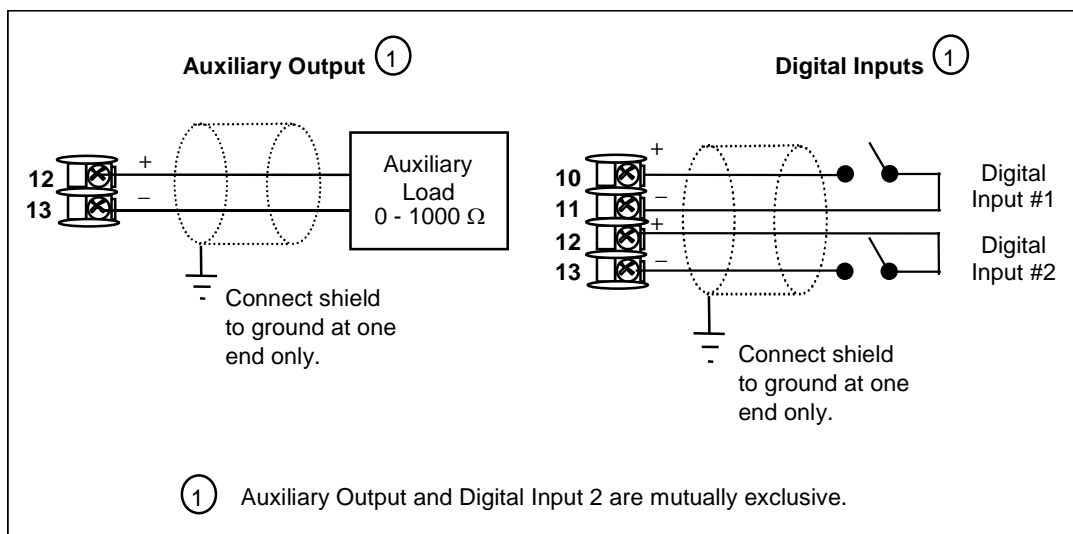 Auxiliary Output 1
12
+
13
−
Auxiliary
Load
0 - 1000 Ω
Connect shield
to ground at one
end only.
Digital Inputs 1
10
+
11
−
12
+
13
−
Digital
Input #1
Digital
Input #2
Connect shield
to ground at one
end only.
1 Auxiliary Output and Digital Input 2 are mutually exclusive.